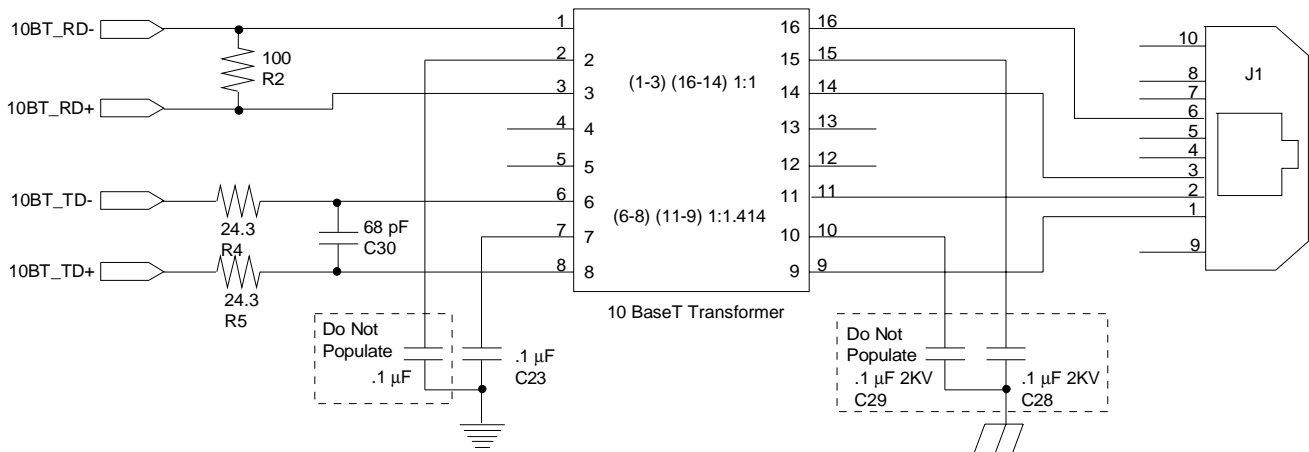 10BT_RD-
100
R2
10BT_RD+
10BT_TD-
24.3
R4
68 pF
C30
10BT_TD+
24.3
R5
1
2
3
4
5
6
7
8
2
3
4
5
6
7
8
(1-3) (16-14) 1:1
(6-8) (11-9) 1:1.414
16
15
14
13
12
11
10
9
16
15
14
13
12
11
10
9
10 BaseT Transformer
Do Not
Populate
.1 µF
.1 µF
C23
Do Not
Populate
.1 µF 2KV
C29
.1 µF 2KV
C28
J1
10
8
7
6
5
4
3
2
1
9